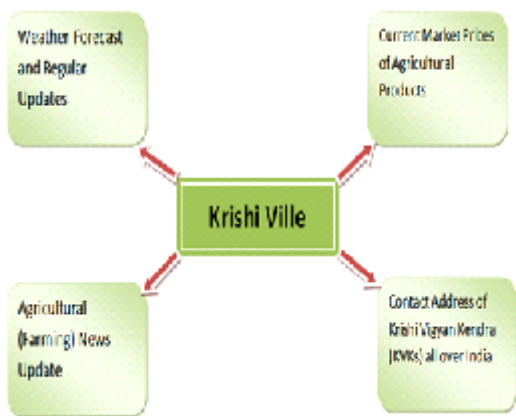 Weather Forecast
and Regular
Updates
Current Market Prices
of Agricultural
Products
Krishi Ville
Agricultural
(Farming) News
Update
Contact Address of
Krishi Vigyan Kendra
(KVKs) all over India